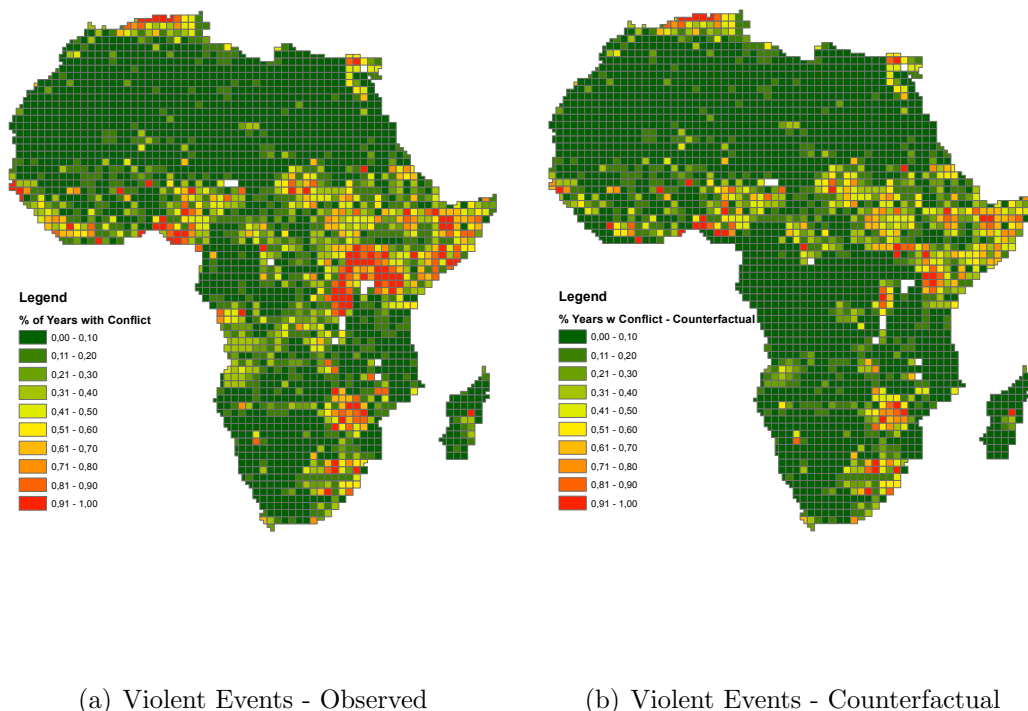 Legend
% of Years with Conflict
0,00 - 0,10
0,11 - 0,20
0,21 - 0,30
0,31 - 0,40
0,41 - 0,50
0,51 - 0,60
0,61 - 0,70
0,71 - 0,80
0,81 - 0,90
0,91 - 1,00
(a) Violent Events - Observed
Legend
% Years w Conflict - Counterfactual
0,00 - 0,10
0,11 - 0,20
0,21 - 0,30
0,31 - 0,40
0,41 - 0,50
0,51 - 0,60
0,61 - 0,70
0,71 - 0,80
0,81 - 0,90
0,91 - 1,00
(b) Violent Events - Counterfactual